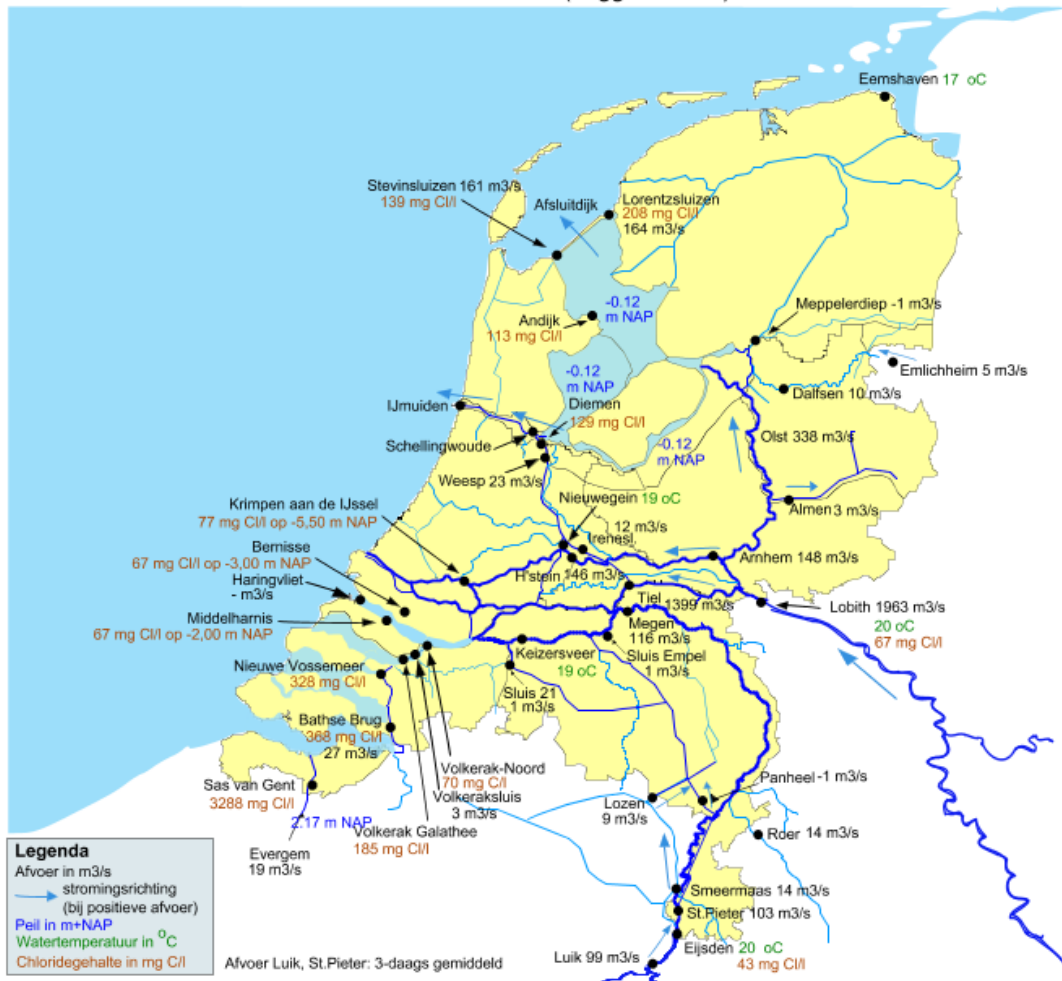 Eemshaven 17 oC
Stevinsluizen 161 m3/s
139 mg Cl/l
Afsluitdijk
Lorentzsluizen
208 mg Cl/l
164 m3/s
-0.12
m NAP
Andijk
113 mg Cl/l
Meppelerdiep -1 m3/s
Emlichheim 5 m3/s
-0.12
m NAP
Dalfsen 10 m3/s
IJmuiden
Diemen
129 mg Cl/l
Schellingwoude
Olst 338 m3/s
-0.12
m NAP
Weesp 23 m3/s
Krimpen aan de IJssel
77 mg Cl/l op -5,50 m NAP
Nieuwegein 19 oC
Almen 3 m3/s
12 m3/s
Irenesl.
Bernisse
67 mg Cl/l op -3,00 m NAP
Arnhem 148 m3/s
H'stein 146 m3/s
Haringvliet
- m3/s
Tiel
1399 m3/s
Lobith 1963 m3/s
20 oC
67 mg Cl/l
Middelharnis
67 mg Cl/l op -2,00 m NAP
Megen
116 m3/s
Keizersveer
19 oC
Sluis Empel
1 m3/s
Nieuwe Vossemeer
328 mg Cl/l
Sluis 21
1 m3/s
Bathse Brug
368 mg Cl/l
27 m3/s
Volkerak-Noord
70 mg C/l
Volkeraksluis
3 m3/s
Sas van Gent
3288 mg Cl/l
Panheel -1 m3/s
Lozen
9 m3/s
2.17 m NAP
Volkerak Galathee
185 mg Cl/l
Roer 14 m3/s
Evergem
19 m3/s
Smeermaas 14 m3/s
St.Pieter 103 m3/s
Eijsden 20 oC
43 mg Cl/l
Luik 99 m3/s
Legenda
Afvoer in m3/s
stromingsrichting
(bij positieve afvoer)
Peil in m+NAP
Watertemperatuur in °C
Chloridegehalte in mg C/l
Afvoer Luik, St.Pieter: 3-daags gemiddeld